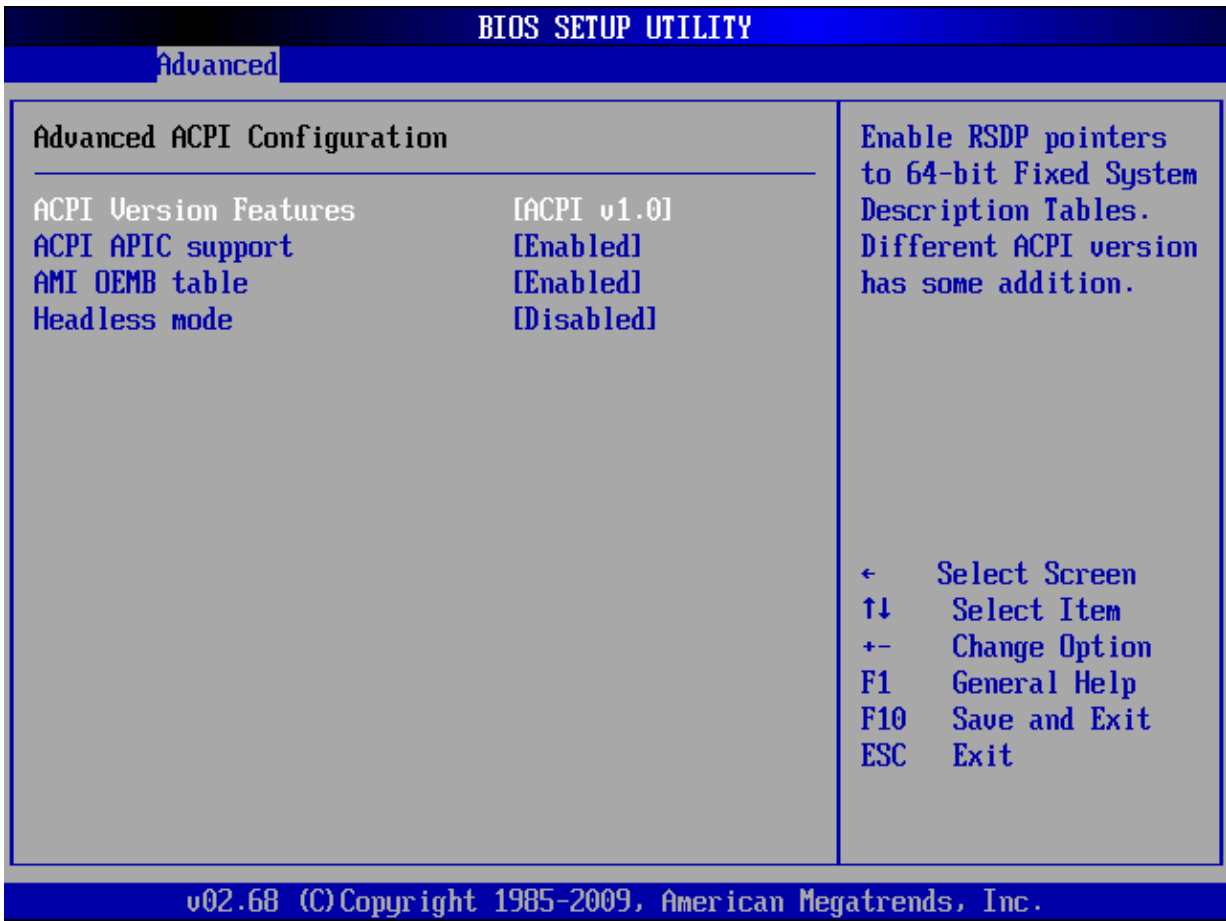 BIOS SETUP UTILITY
Advanced
Advanced ACPI Configuration
ACPI Version Features [ACPI v1.0]
ACPI APIC support [Enabled]
AMI OEMB table [Enabled]
Headless mode [Disabled]
Enable RSDP pointers
to 64-bit Fixed System
Description Tables.
Different ACPI version
has some addition.
← Select Screen
↑↓ Select Item
+- Change Option
F1 General Help
F10 Save and Exit
ESC Exit
v02.68 (C)Copyright 1985-2009, American Megatrends, Inc.